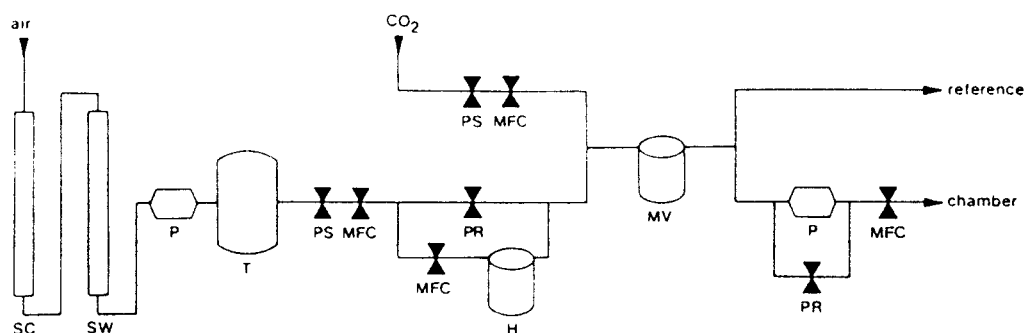 air
CO₂
PS
MFC
reference
SC
SW
P
T
PS
MFC
PR
MFC
H
MV
P
MFC
chamber
PR